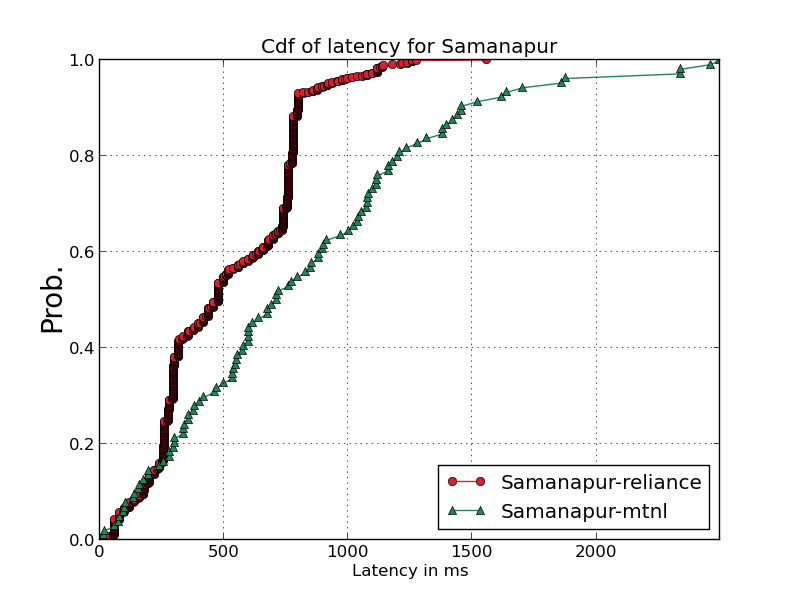 Cdf of latency for Samanapur
1.0
0.8
0.6
0.4
0.2
0.0
Prob.
0 500 1000 1500 2000
Latency in ms
Samanapur-reliance
Samanapur-mtnl